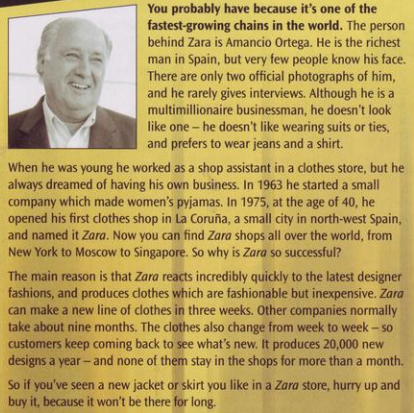 You probably have because it's one of the
fastest-growing chains in the world. The person
behind Zara is Amancio Ortega. He is the richest
man in Spain, but very few people know his face.
There are only two official photographs of him,
and he rarely gives interviews. Although he is a
multimillionaire businessman, he doesn't look
like one – he doesn't like wearing suits or ties,
and prefers to wear jeans and a shirt.
When he was young he worked as a shop assistant in a clothes store, but he
always dreamed of having his own business. In 1963 he started a small
company which made women's pyjamas. In 1975, at the age of 40, he
opened his first clothes shop in La Coruña, a small city in north-west Spain,
and named it Zara. Now you can find Zara shops all over the world, from
New York to Moscow to Singapore. So why is Zara so successful?
The main reason is that Zara reacts incredibly quickly to the latest designer
fashions, and produces clothes which are fashionable but inexpensive. Zara
can make a new line of clothes in three weeks. Other companies normally
take about nine months. The clothes also change from week to week – so
customers keep coming back to see what's new. It produces 20,000 new
designs a year – and none of them stay in the shops for more than a month.
So if you've seen a new jacket or skirt you like in a Zara store, hurry up and
buy it, because it won't be there for long.